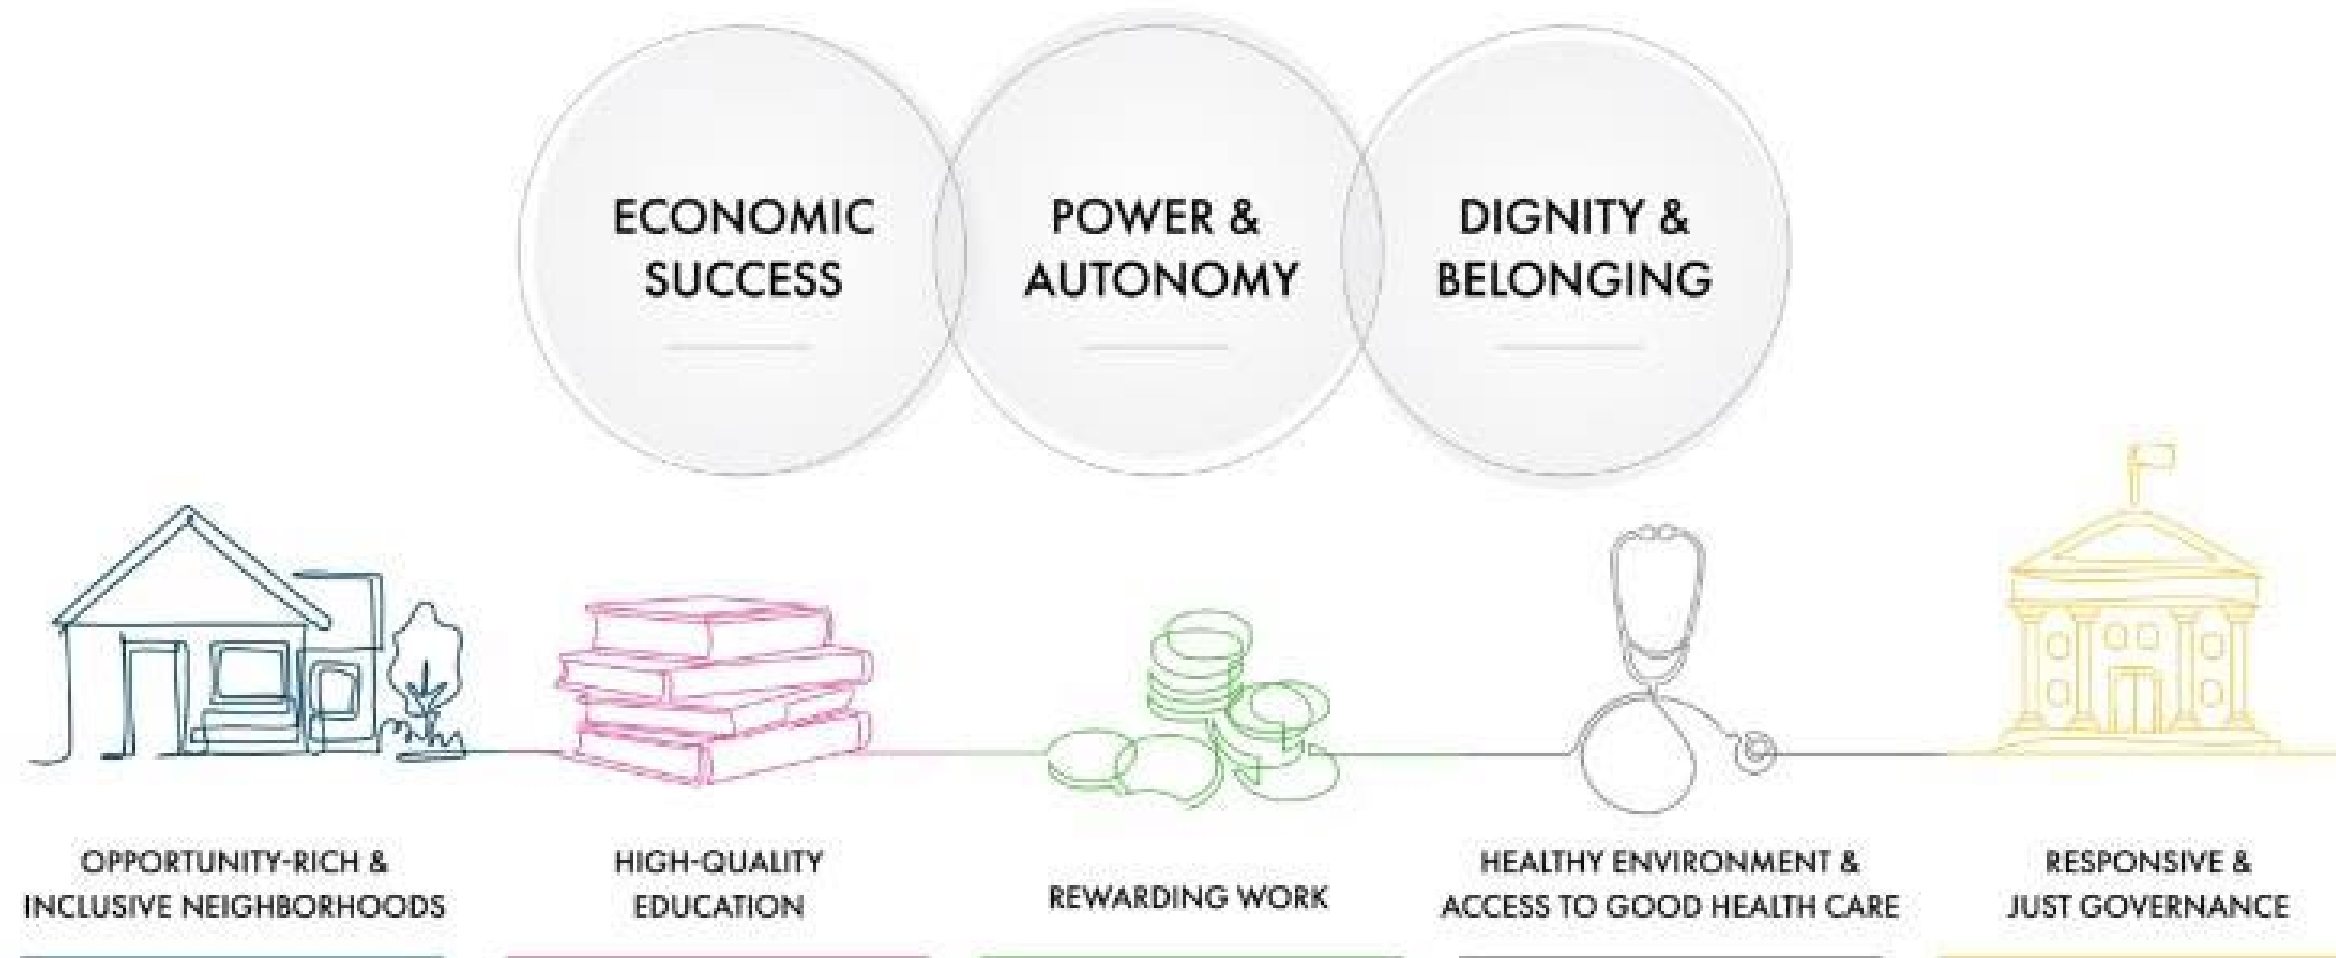 ECONOMIC
SUCCESS
POWER &
AUTONOMY
DIGNITY &
BELONGING
OPPORTUNITY-RICH &
INCLUSIVE NEIGHBORHOODS
HIGH-QUALITY
EDUCATION
REWARDING WORK
HEALTHY ENVIRONMENT &
ACCESS TO GOOD HEALTH CARE
RESPONSIVE &
JUST GOVERNANCE